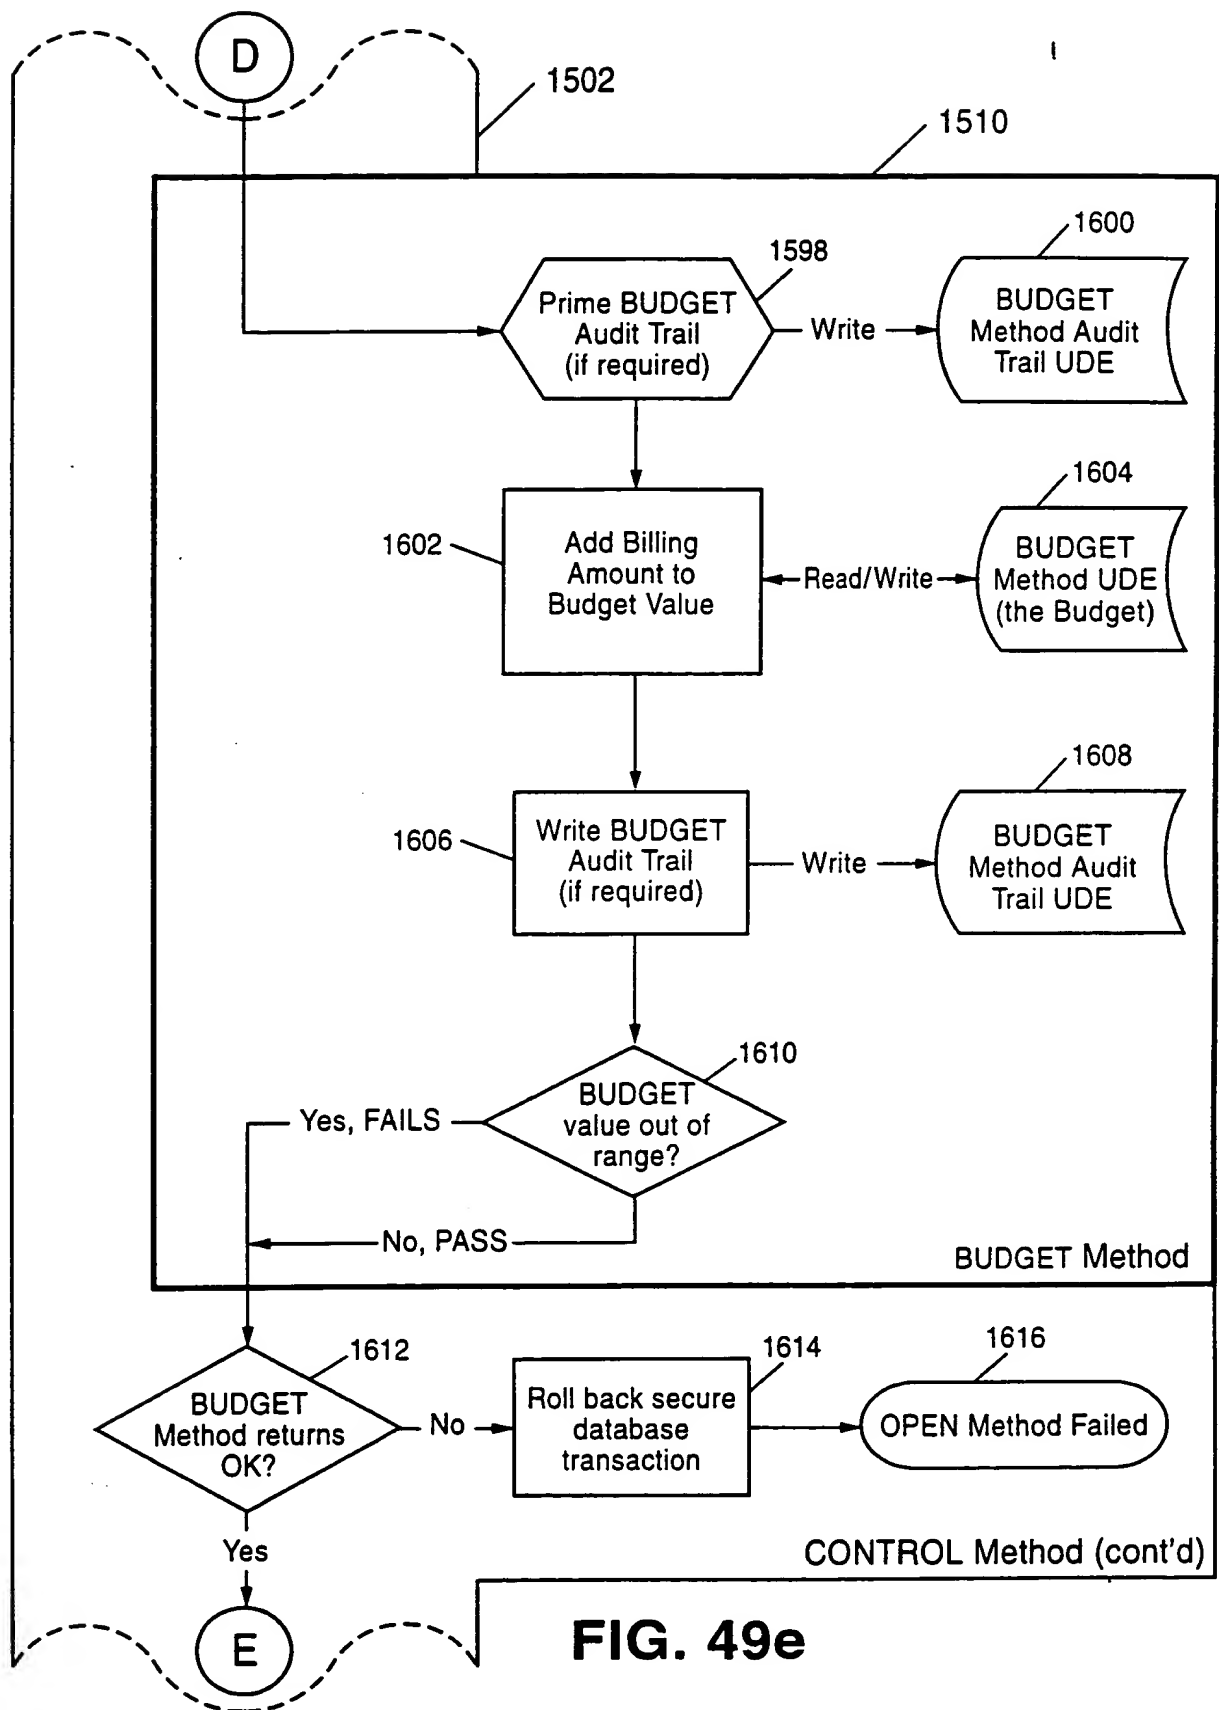 D
1502
1510
1600
1598
Prime BUDGET
Audit Trail
(if required)
Write
BUDGET
Method Audit
Trail UDE
1604
1602
Add Billing
Amount to
Budget Value
Read/Write
BUDGET
Method UDE
(the Budget)
1608
1606
Write BUDGET
Audit Trail
(if required)
Write
BUDGET
Method Audit
Trail UDE
1610
BUDGET
value out of
range?
Yes, FAILS
No, PASS
BUDGET Method
1612
BUDGET
Method returns
OK?
No
1614
Roll back secure
database
transaction
1616
OPEN Method Failed
Yes
CONTROL Method (cont'd)
E
FIG. 49e